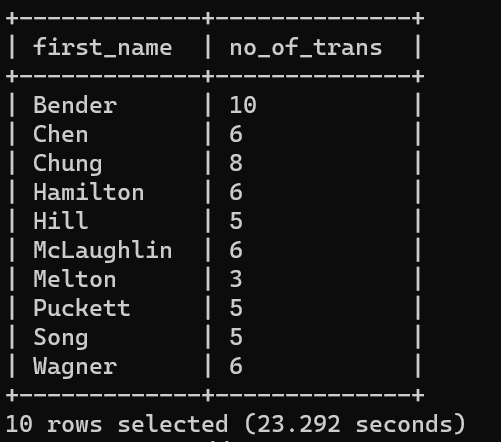 +-------------+--------------+
| first_name  | no_of_trans  |
+-------------+--------------+
| Bender      | 10           |
| Chen        | 6            |
| Chung       | 8            |
| Hamilton    | 6            |
| Hill        | 5            |
| McLaughlin  | 6            |
| Melton      | 3            |
| Puckett     | 5            |
| Song        | 5            |
| Wagner      | 6            |
+-------------+--------------+
10 rows selected (23.292 seconds)